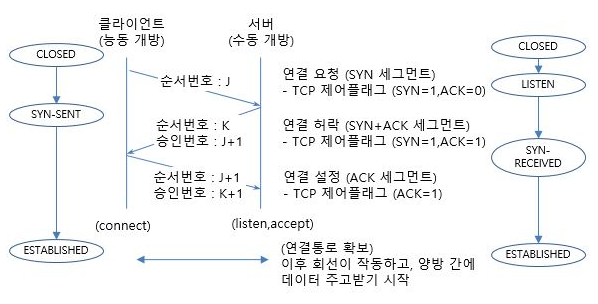 클라이언트
(능동 개방)
서버
(수동 개방)
CLOSED
SYN-SENT
ESTABLISHED
순서번호 : J
연결 요청 (SYN 세그먼트)
- TCP 제어플래그 (SYN=1,ACK=0)
순서번호 : K
승인번호 : J+1
연결 허락 (SYN+ACK 세그먼트)
- TCP 제어플래그 (SYN=1,ACK=1)
순서번호 : J+1
승인번호 : K+1
연결 설정 (ACK 세그먼트)
- TCP 제어플래그 (ACK=1)
(connect)
(listen,accept)
(연결통로 확보)
이후 회선이 작동하고, 양방 간에
데이터 주고받기 시작
CLOSED
LISTEN
SYN-
RECEIVED
ESTABLISHED